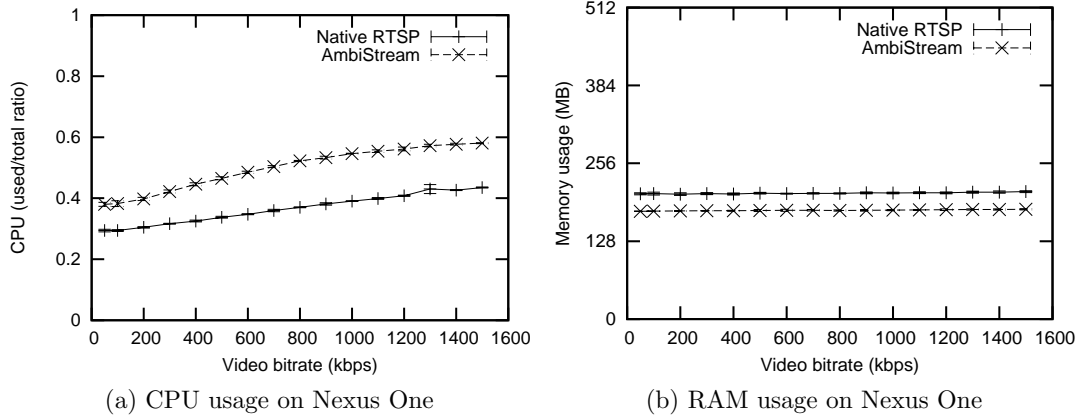 Native RTSP
AmbiStream
CPU (used/total ratio)
1
0.8
0.6
0.4
0.2
0
0 200 400 600 800 1000 1200 1400 1600
Video bitrate (kbps)
(a) CPU usage on Nexus One
Native RTSP
AmbiStream
Memory usage (MB)
512
384
256
128
0
0 200 400 600 800 1000 1200 1400 1600
Video bitrate (kbps)
(b) RAM usage on Nexus One